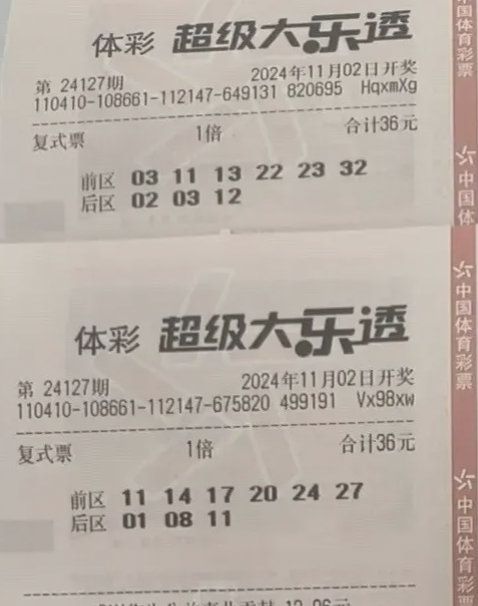 体彩 超级大乐透
第 24127期 2024年11月02日开奖
110410-108661-112147-649131 820695 HqxmXg
复式票 1倍 合计36元
前区 03 11 13 22 23 32
后区 02 03 12
体彩 超级大乐透
第 24127期 2024年11月02日开奖
110410-108661-112147-675820 499191 Vx98xw
复式票 1倍 合计36元
前区 11 14 17 20 24 27
后区 01 08 11
中国体育彩票
中国体
中国体育彩票
中国体育彩